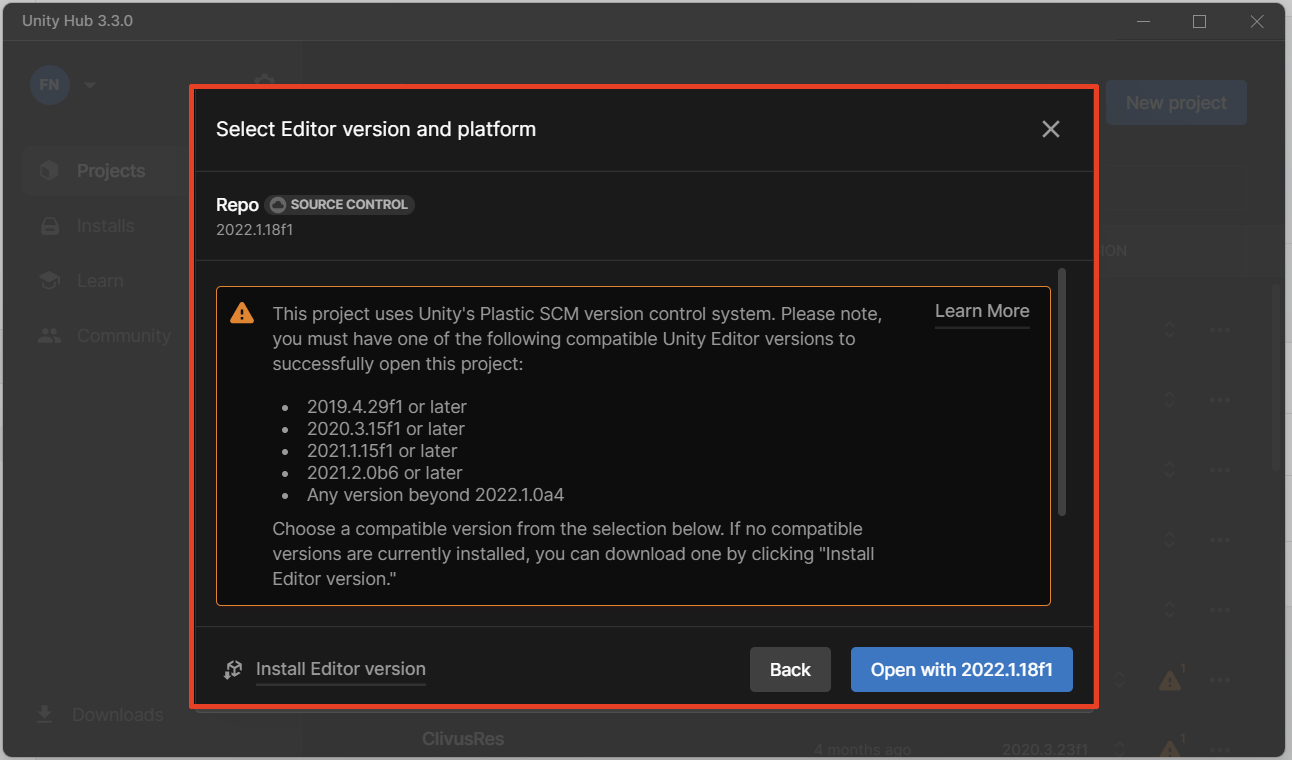 Unity Hub 3.3.0
FN
New project
Select Editor version and platform
Projects
Repo SOURCE CONTROL
2022.1.18f1
Installs
ION
Learn
Community
This project uses Unity's Plastic SCM version control system. Please note,
you must have one of the following compatible Unity Editor versions to
successfully open this project:
Learn More
• 2019.4.29f1 or later
• 2020.3.15f1 or later
• 2021.1.15f1 or later
• 2021.2.0b6 or later
• Any version beyond 2022.1.0a4
Choose a compatible version from the selection below. If no compatible
versions are currently installed, you can download one by clicking "Install
Editor version."
Install Editor version
Back
Open with 2022.1.18f1
1
Downloads
ClivusRes
4 months ago
2020.3.23f1
1